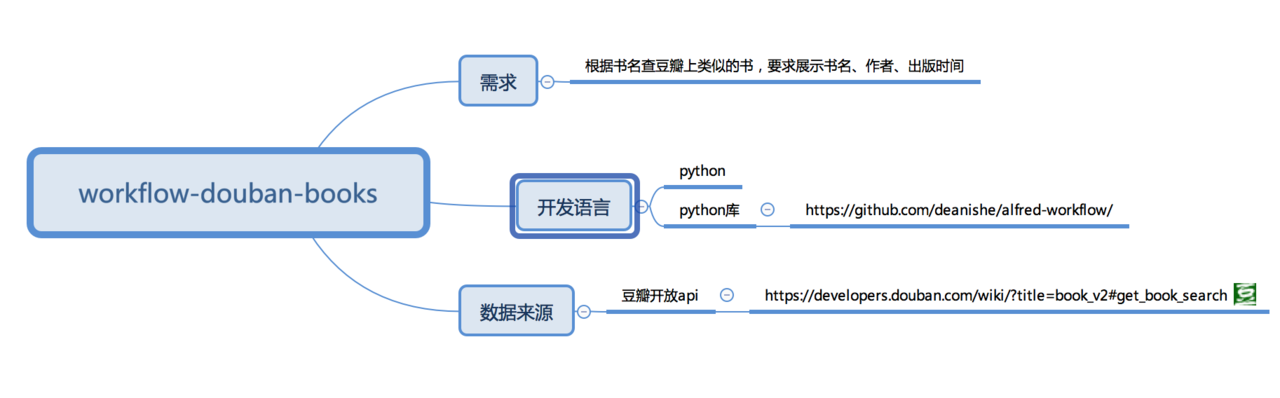 workflow-douban-books
需求
根据书名查豆瓣上类似的书，要求展示书名、作者、出版时间
开发语言
python
python库
https://github.com/deanishe/alfred-workflow/
数据来源
豆瓣开放api
https://developers.douban.com/wiki/?title=book_v2#get_book_search